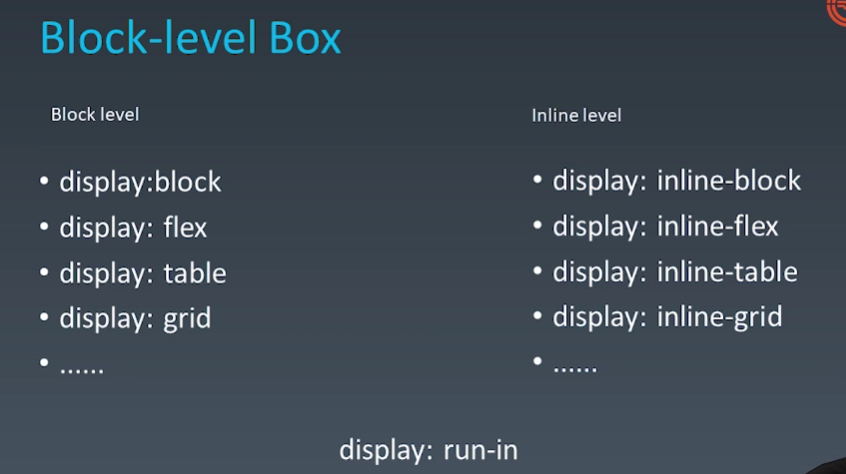 Block-level Box
Block level
• display:block
• display: flex
• display: table
• display: grid
• ......
Inline level
• display: inline-block
• display: inline-flex
• display: inline-table
• display: inline-grid
• ......
display: run-in